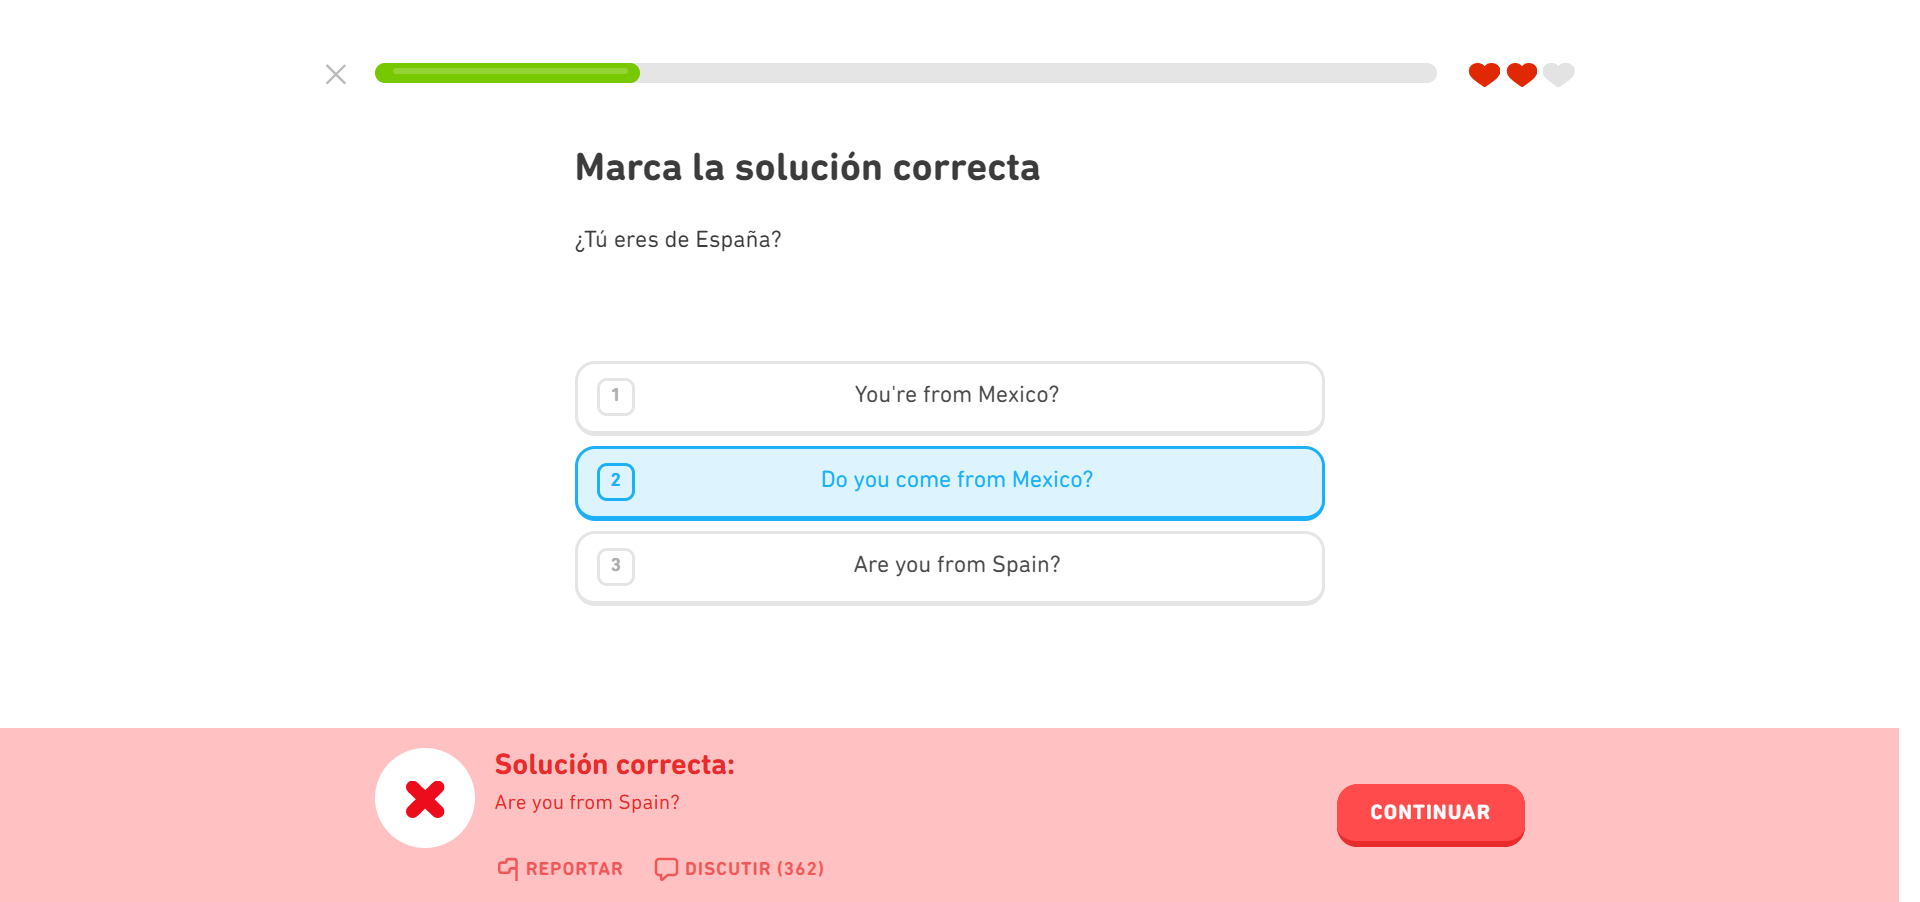 Marca la solución correcta
¿Tú eres de España?
1 You're from Mexico?
2 Do you come from Mexico?
3 Are you from Spain?
Solución correcta:
Are you from Spain?
CONTINUAR
REPORTAR DISCUTIR (362)